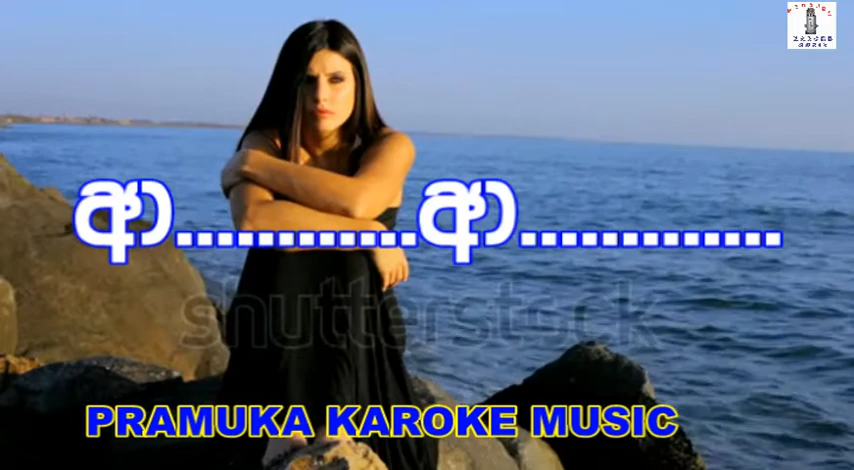 ආ............ආ.............
shutterstock
PRAMUKA KAROKE MUSIC